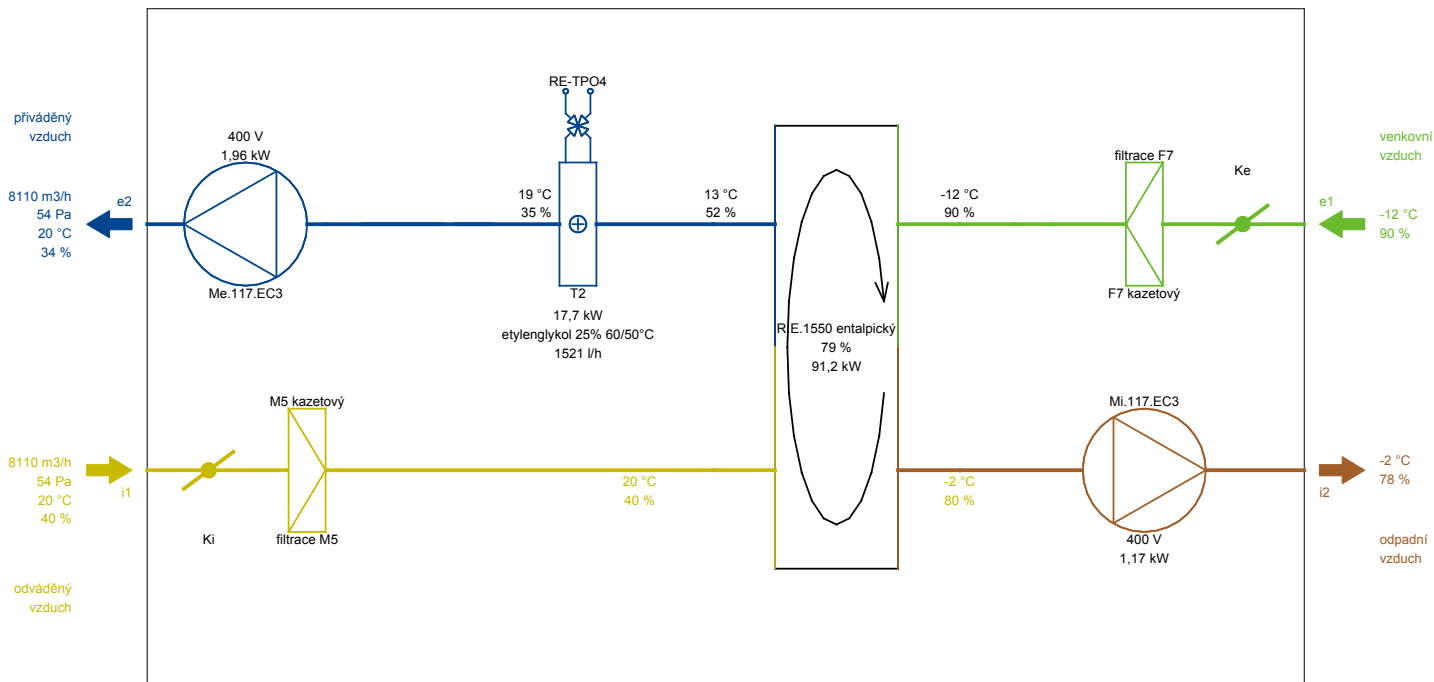 RE-TPO4
přiváděný
vzduch
400 V
1,96 kW
8110 m3/h
54 Pa
20 °C
34 %
e2
Me.117.EC3
19 °C
35 %
T2
17,7 kW
etylenglykol 25% 60/50°C
1521 l/h
13 °C
52 %
R.E.1550 entalpický
79 %
91,2 kW
-12 °C
90 %
filtrace F7
F7 kazetový
Ke
venkovní
vzduch
e1
-12 °C
90 %
M5 kazetový
filtrace M5
8110 m3/h
54 Pa
20 °C
40 %
i1
Ki
odváděný
vzduch
20 °C
40 %
-2 °C
80 %
Mi.117.EC3
400 V
1,17 kW
-2 °C
78 %
i2
odpadní
vzduch